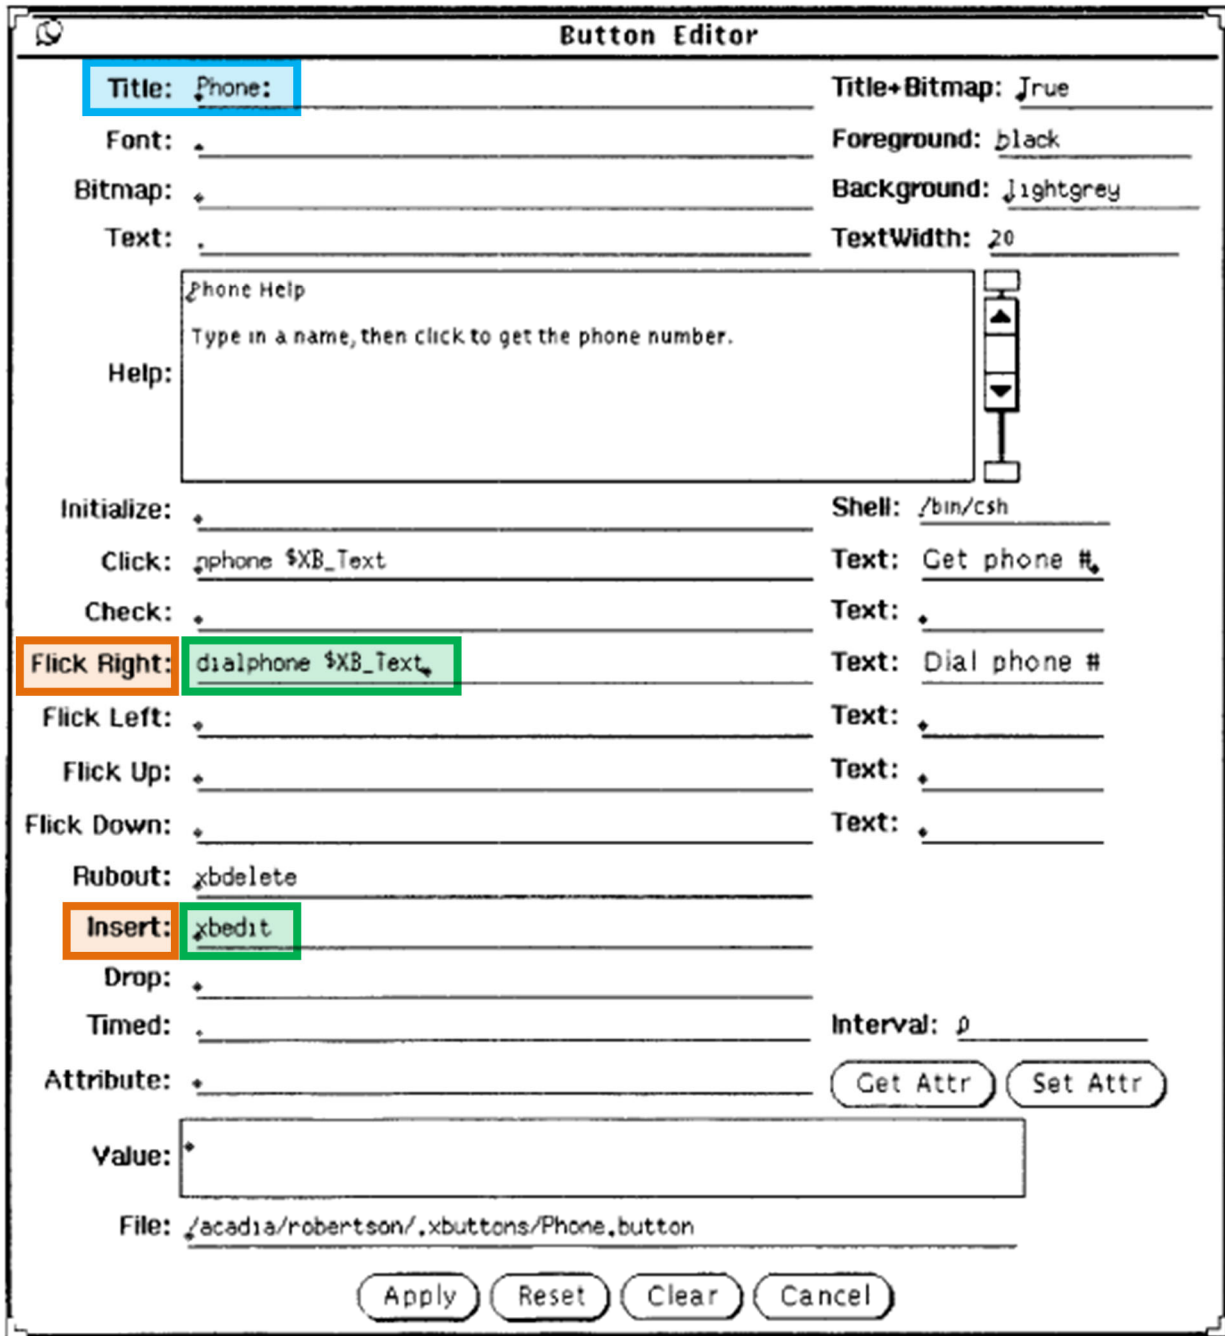 Button Editor
Title: Phone: Title+Bitmap: True
Font: Foreground: black
Bitmap: Background: lightgrey
Text: TextWidth: 20
Phone Help
Type in a name, then click to get the phone number.
Help:
Initialize: Shell: /bin/csh
Click: nphone $XB_Text Text: Get phone #
Check: Text:
Flick Right: dialphone $XB_Text Text: Dial phone #
Flick Left: Text:
Flick Up: Text:
Flick Down: Text:
Rubout: xbdelete
Insert: xbedit
Drop:
Timed: Interval: 0
Attribute: Get Attr Set Attr
Value:
File: /acadia/robertson/.xbuttons/Phone.button
Apply Reset Clear Cancel